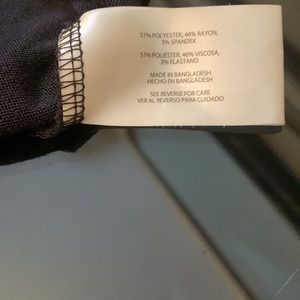 51% POLYESTER, 46% RAYON,
3% SPANDEX
51% POLIÉSTER, 46% VISCOSA,
3% ELASTANO
MADE IN BANGLADESH
HECHO EN BANGLADESH
SEE REVERSE FOR CARE
VER AL REVERSO PARA CUIDADO